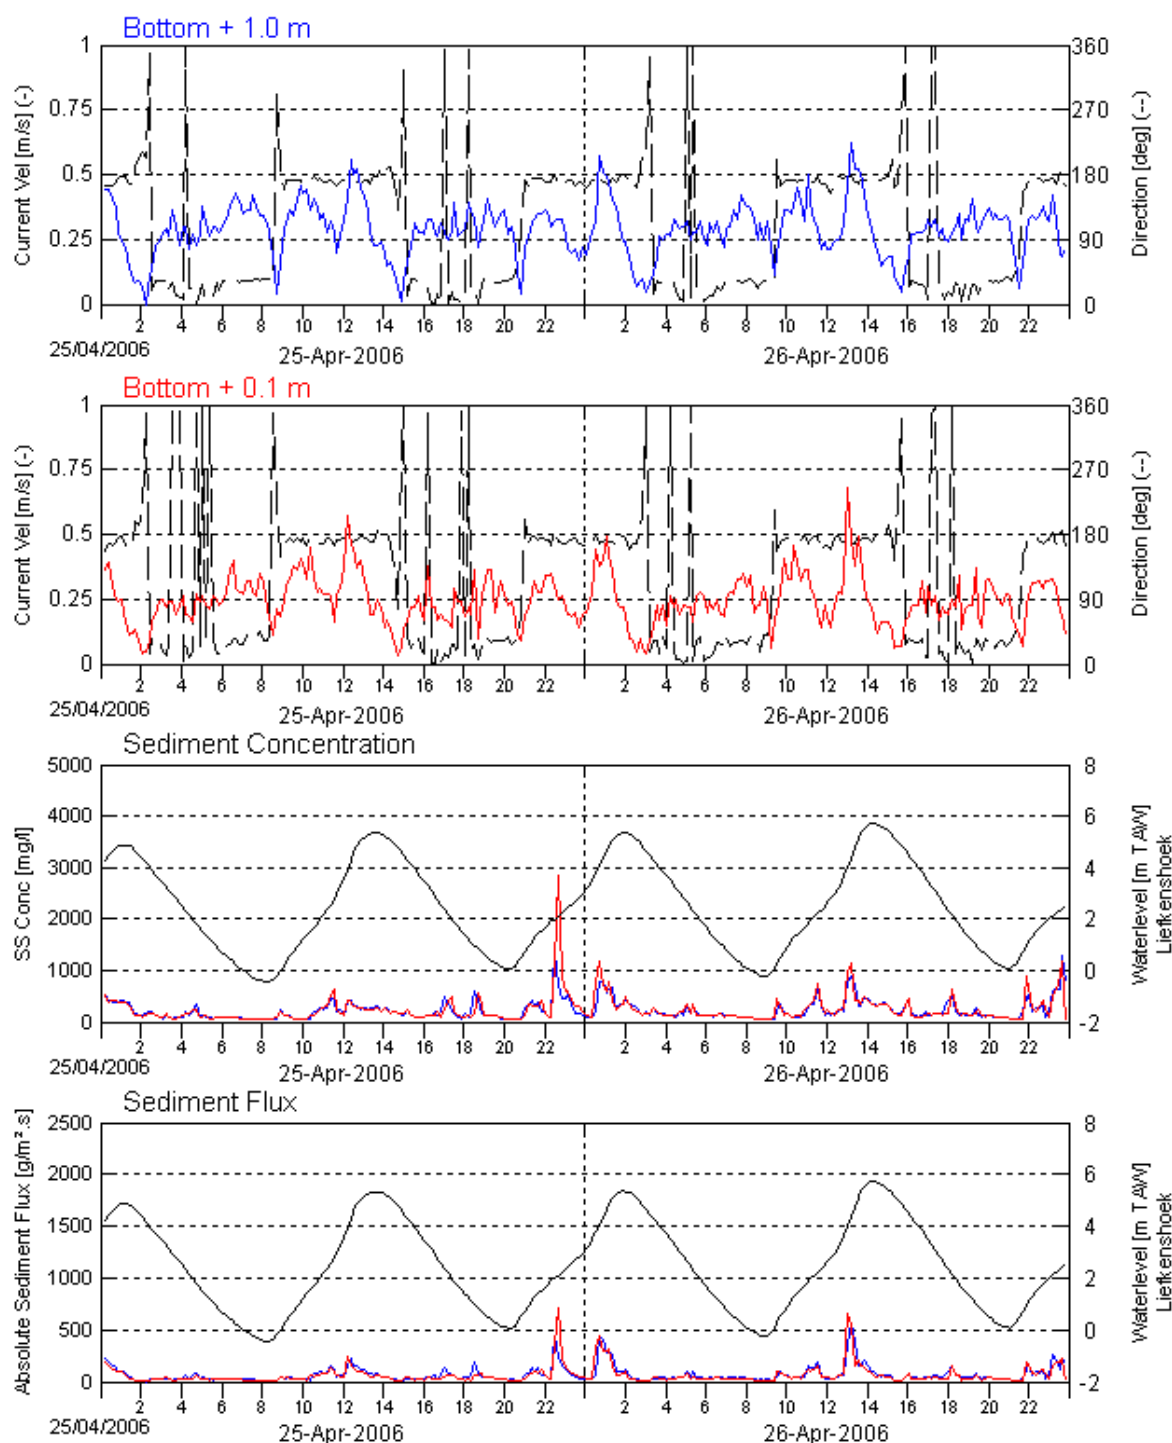 Bottom + 1.0 m
1 0.75 0.5 0.25 0
Current Vel [m/s] (-)
360 270 180 90 0
Direction [deg] (--)
2 4 6 8 10 12 14 16 18 20 22 2 4 6 8 10 12 14 16 18 20 22
25/04/2006 25-Apr-2006 26-Apr-2006
Bottom + 0.1 m
1 0.75 0.5 0.25 0
Current Vel [m/s] (-)
360 270 180 90 0
Direction [deg] (--)
2 4 6 8 10 12 14 16 18 20 22 2 4 6 8 10 12 14 16 18 20 22
25/04/2006 25-Apr-2006 26-Apr-2006
Sediment Concentration
5000 4000 3000 2000 1000 0
SS Conc [mg/l]
8 6 4 2 0 -2
Waterlevel [m TAW]
Liefkenshoek
2 4 6 8 10 12 14 16 18 20 22 2 4 6 8 10 12 14 16 18 20 22
25/04/2006 25-Apr-2006 26-Apr-2006
Sediment Flux
2500 2000 1500 1000 500 0
Absolute Sediment Flux [g/m².s]
8 6 4 2 0 -2
Waterlevel [m TAW]
Liefkenshoek
2 4 6 8 10 12 14 16 18 20 22 2 4 6 8 10 12 14 16 18 20 22
25/04/2006 25-Apr-2006 26-Apr-2006